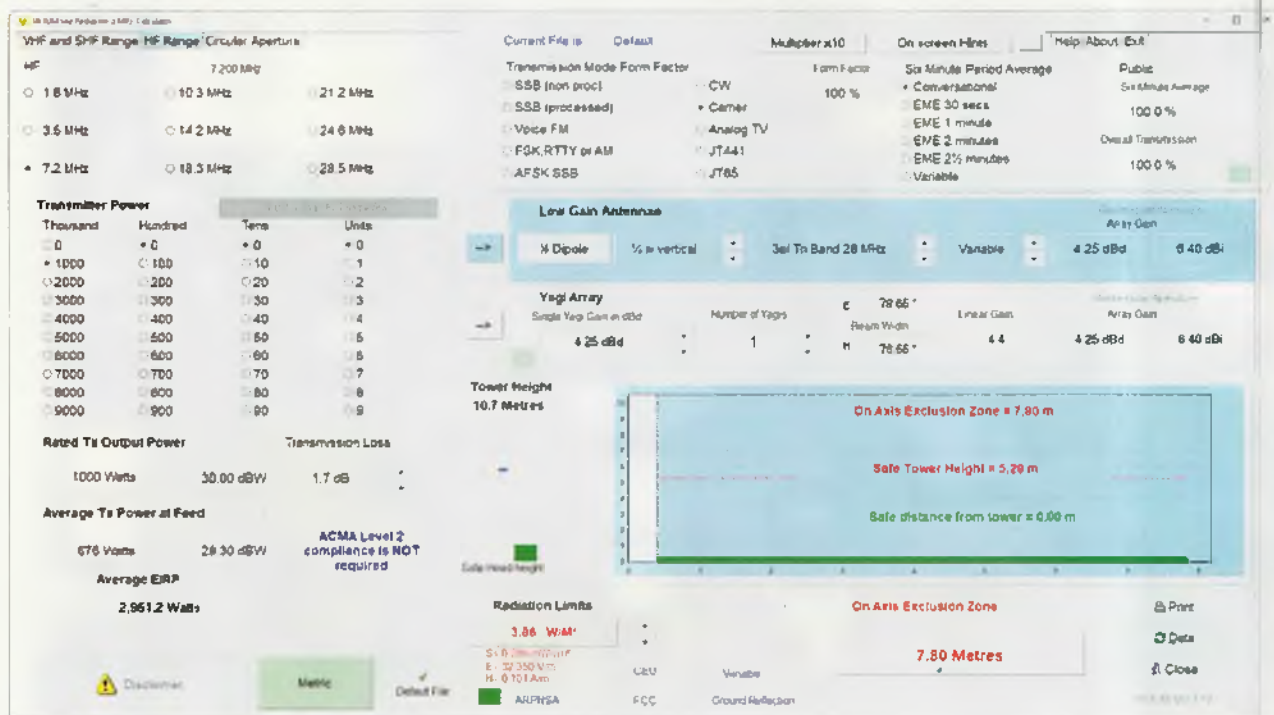 VHF and SHF Range HF Range Circular Aperture
Current File is Default
Multiplier x10
On screen Hints
Help About Exit
HF
7.200 MHz
1.8 MHz 10.3 MHz 21.2 MHz
3.6 MHz 14.2 MHz 24.6 MHz
7.2 MHz 18.3 MHz 28.5 MHz
Transmission Mode Form Factor
SSB (non proc) CW
SSB (processed) Carrier
Voice FM Analog TV
FSK,RTTY or AM JT441
AFSK SSB JT65
Form Factor
100 %
Six Minute Period Average
Conversational
EME 30 secs
EME 1 minute
EME 2 minutes
EME 2½ minutes
Variable
Public
Six Minute Average
100.0 %
Overall Transmission
100.0 %
Transmitter Power
Thousand Hundred Tens Units
0 0 0 0
1000 100 10 1
2000 200 20 2
3000 300 30 3
4000 400 40 4
5000 500 50 5
6000 600 60 6
7000 700 70 7
8000 800 80 8
9000 900 90 9
Rated Tx Output Power
Transmission Loss
1000 Watts 30.00 dBW 1.7 dB
Average Tx Power at Feed
676 Watts 28.30 dBW
ACMA Level 2
compliance is NOT
required
Average EIRP
2,951.2 Watts
Disclaimer
Metric
Default File
Low Gain Antennae
Array Gain
½ Dipole
vertical
3el Tri Band 28 MHz
Variable
4.25 dBd 6.40 dBi
Yagi Array
Single Yagi Gain in dBd
4.25 dBd
Number of Yagis
1
E 78.66 °
Beam Width
H 78.66 °
Linear Gain
4.4
Array Gain
4.25 dBd 6.40 dBi
Tower Height
10.7 Metres
Safe Head Height
On Axis Exclusion Zone = 7.80 m
Safe Tower Height = 5.29 m
Safe distance from tower = 0.00 m
Radiation Limits
3.86 W/M²
ARPNSA
CEU
FCC
Variable
Ground Reflection
On Axis Exclusion Zone
7.80 Metres
Print
Data
Close